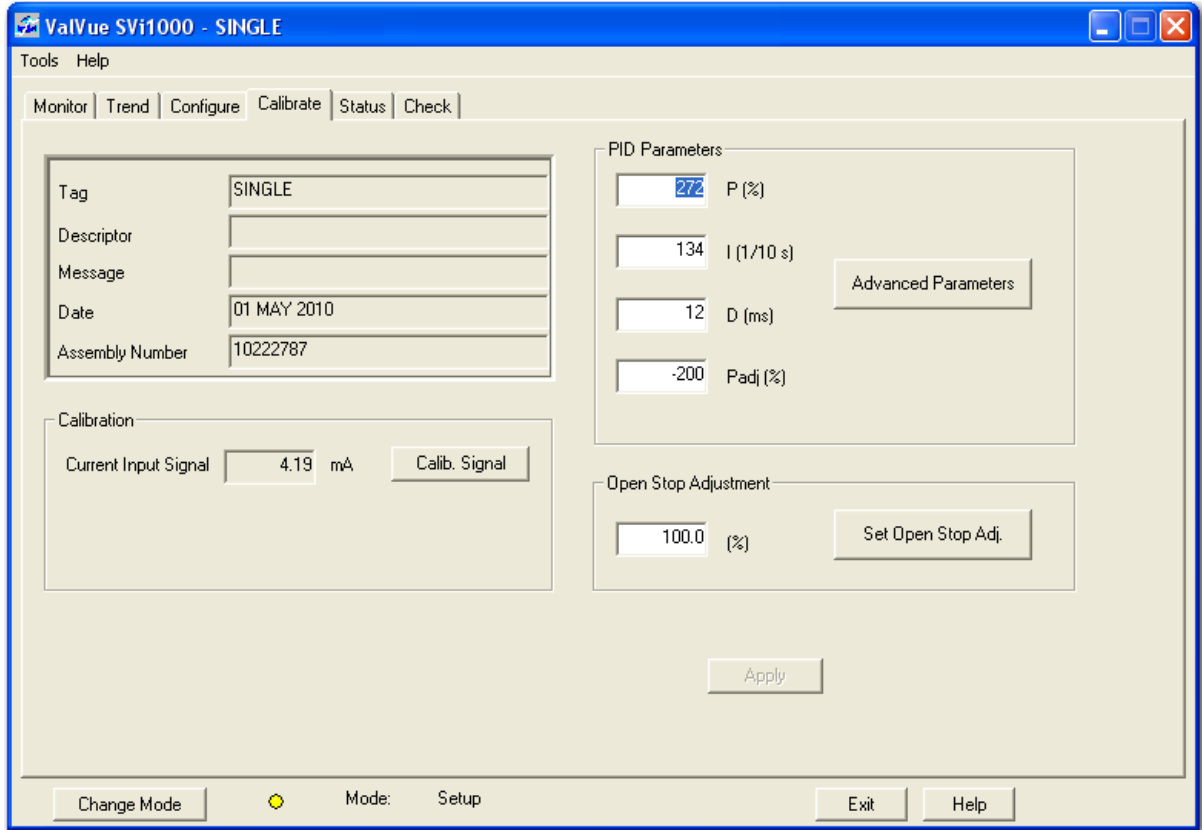 ValVue SVi1000 - SINGLE
Tools Help
Monitor Trend Configure Calibrate Status Check
Tag SINGLE
Descriptor
Message
Date 01 MAY 2010
Assembly Number 10222787
Calibration
Current Input Signal 4.19 mA Calib. Signal
PID Parameters
272 P (%)
134 I (1/10 s)
12 D (ms)
-200 Padj (%)
Advanced Parameters
Open Stop Adjustment
100.0 (%) Set Open Stop Adj.
Apply
Change Mode Mode: Setup Exit Help